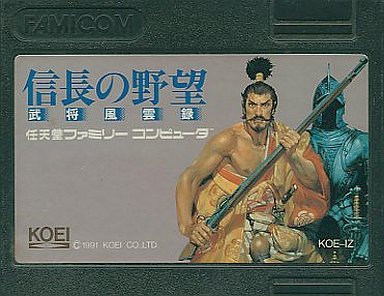 FAMICOM
信長の野望
武将風雲録
任天堂ファミリーコンピュータ
KOEI
©1991 KOEI CO.,LTD.
KOE-IZ